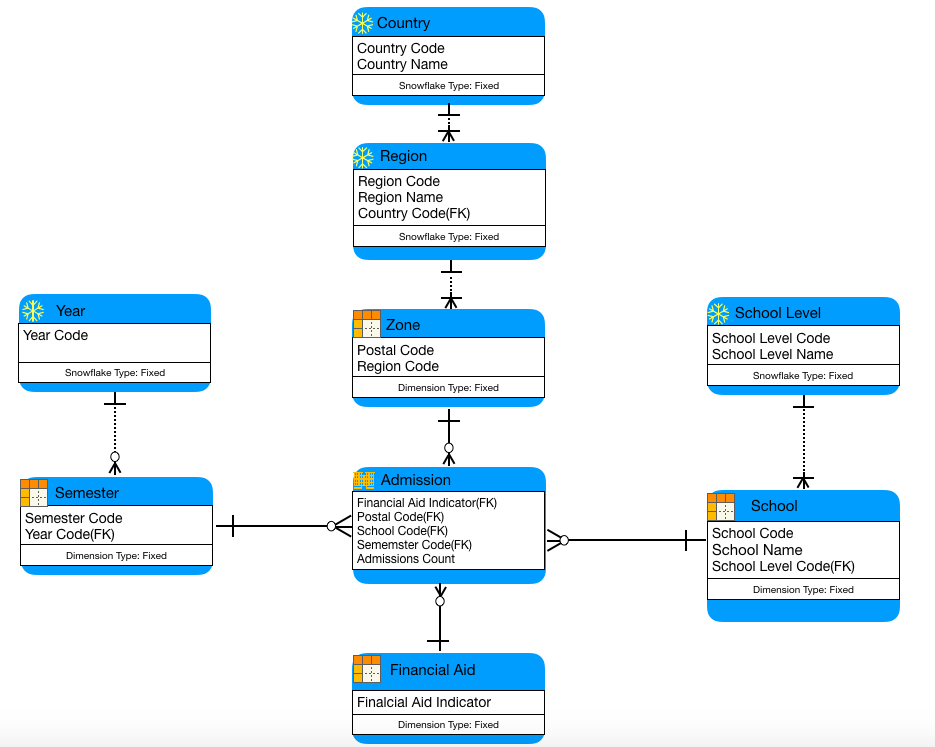 Country
Country Code
Country Name
Snowflake Type: Fixed
Region
Region Code
Region Name
Country Code(FK)
Snowflake Type: Fixed
Year
Year Code
Snowflake Type: Fixed
Zone
Postal Code
Region Code
Dimension Type: Fixed
School Level
School Level Code
School Level Name
Snowflake Type: Fixed
Semester
Semester Code
Year Code(FK)
Dimension Type: Fixed
Admission
Financial Aid Indicator(FK)
Postal Code(FK)
School Code(FK)
Sememster Code(FK)
Admissions Count
School
School Code
School Name
School Level Code(FK)
Dimension Type: Fixed
Financial Aid
Finalcial Aid Indicator
Dimension Type: Fixed